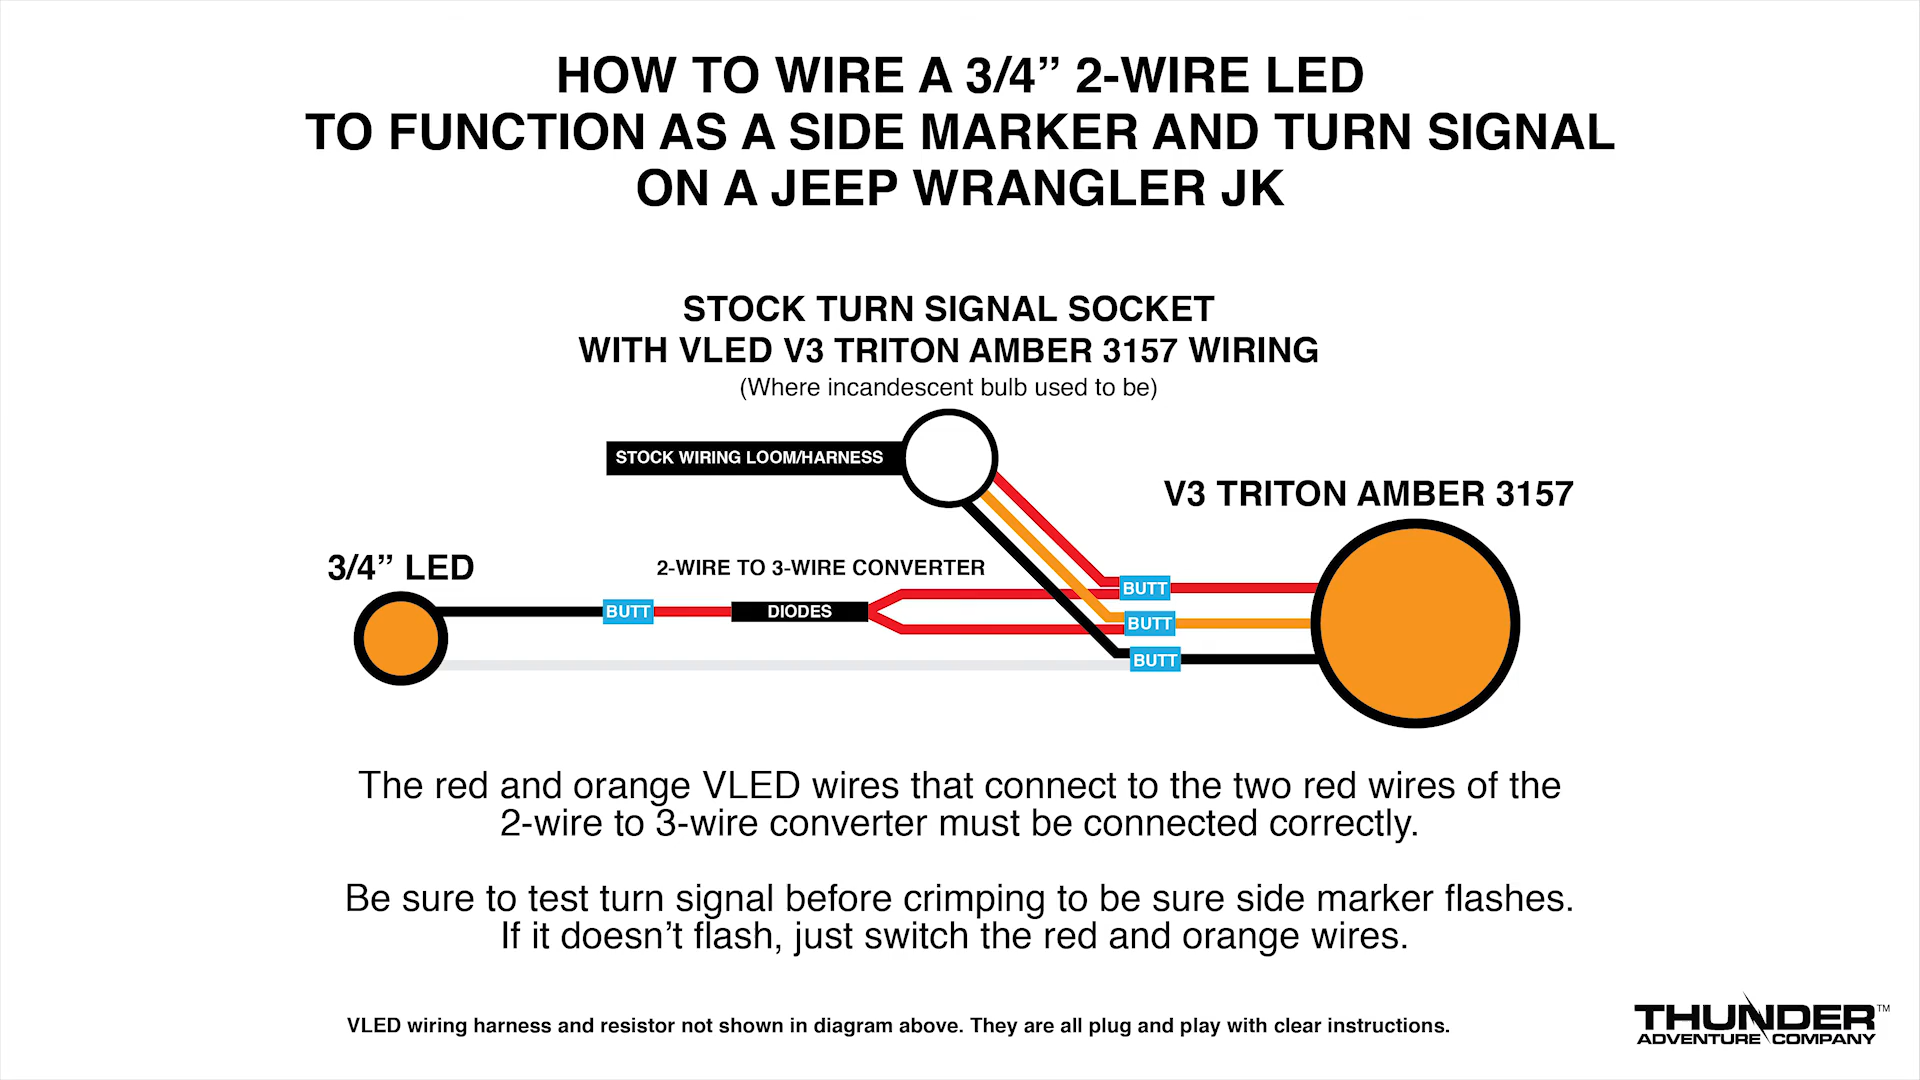 HOW TO WIRE A 3/4” 2-WIRE LED
TO FUNCTION AS A SIDE MARKER AND TURN SIGNAL
ON A JEEP WRANGLER JK
STOCK TURN SIGNAL SOCKET
WITH VLED V3 TRITON AMBER 3157 WIRING
(Where incandescent bulb used to be)
STOCK WIRING LOOM/HARNESS
V3 TRITON AMBER 3157
3/4” LED
2-WIRE TO 3-WIRE CONVERTER
BUTT
DIODES
BUTT
BUTT
BUTT
The red and orange VLED wires that connect to the two red wires of the
2-wire to 3-wire converter must be connected correctly.
Be sure to test turn signal before crimping to be sure side marker flashes.
If it doesn’t flash, just switch the red and orange wires.
VLED wiring harness and resistor not shown in diagram above. They are all plug and play with clear instructions.
THUNDER™
ADVENTURE COMPANY